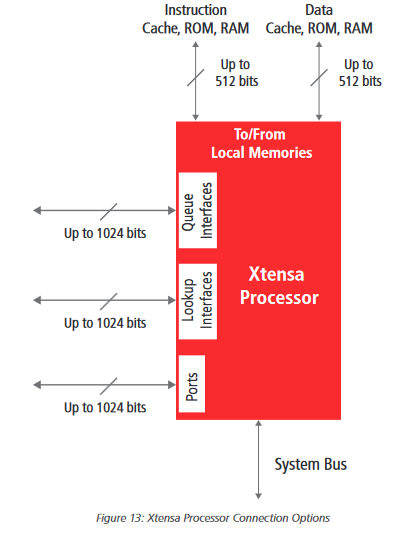 Instruction
Cache, ROM, RAM
Data
Cache, ROM, RAM
Up to
512 bits
Up to
512 bits
To/From
Local Memories
Queue
Interfaces
Up to 1024 bits
Xtensa
Processor
Lookup
Interfaces
Up to 1024 bits
Ports
Up to 1024 bits
System Bus
Figure 13: Xtensa Processor Connection Options